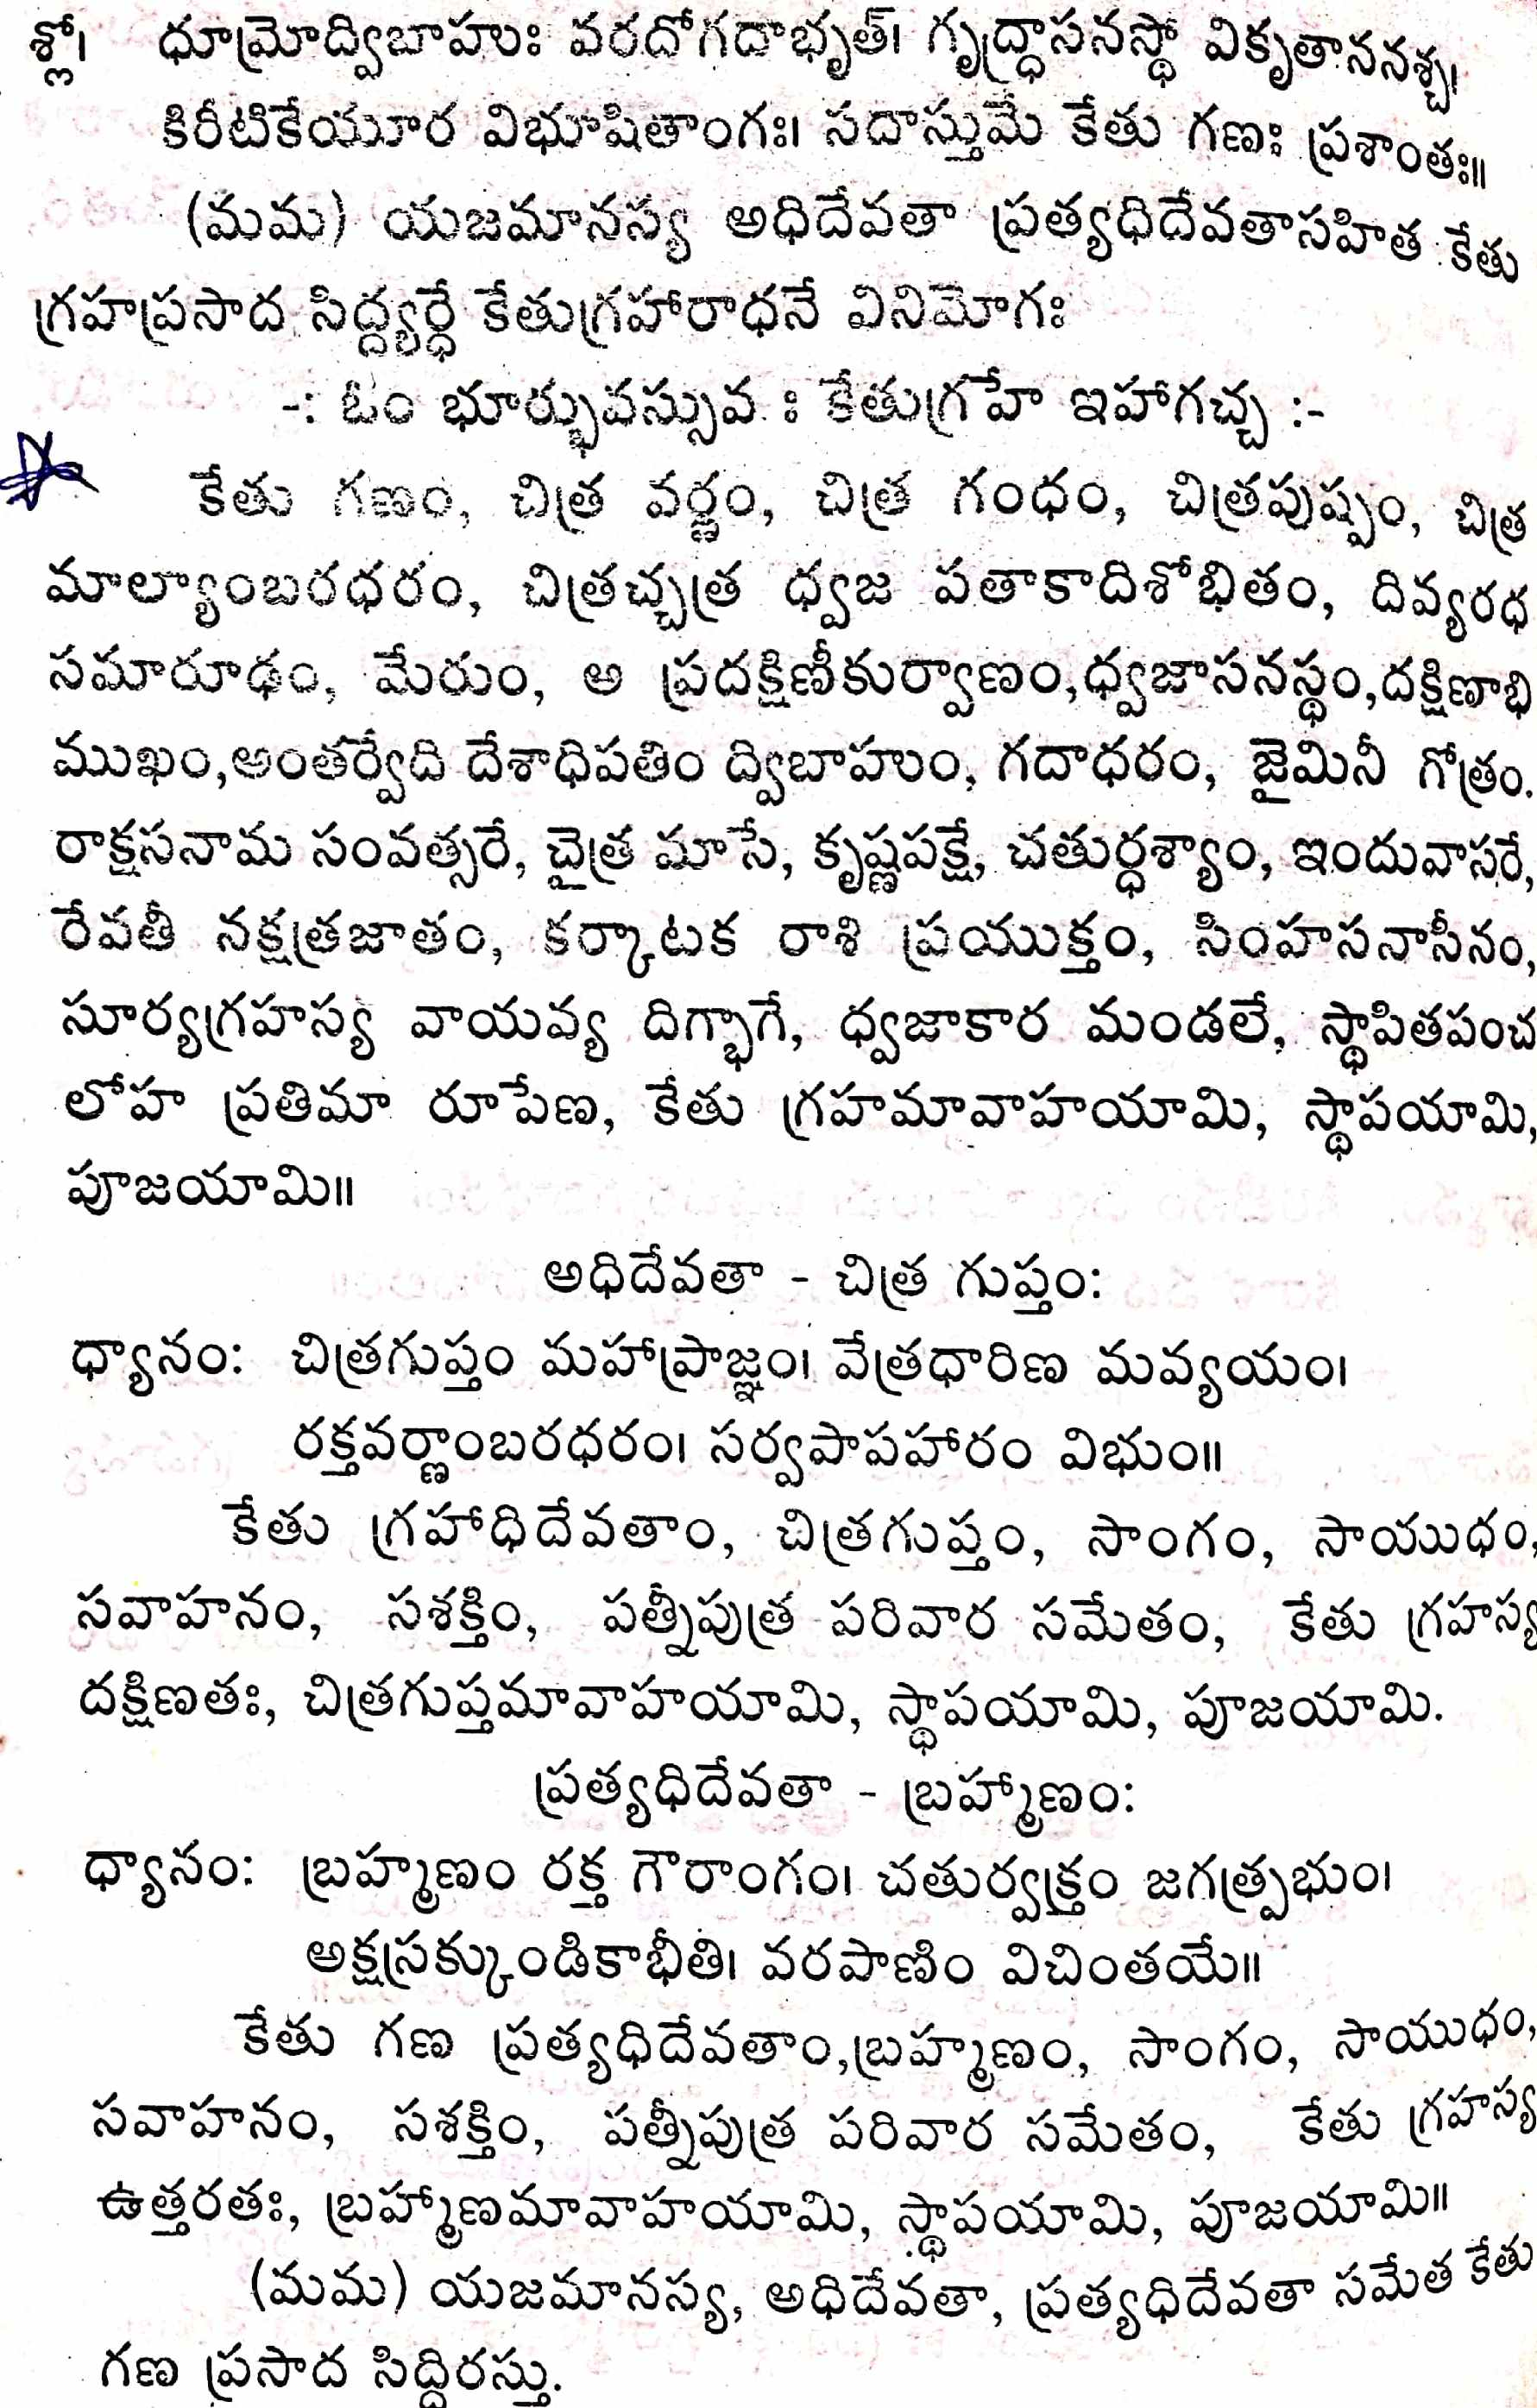 శ్లో। ధూమ్రోద్విబాహుః వరదోగదాభృత్। గృద్ధ్రాసనస్థో వికృతాననశ్చ।
కిరీటికేయూర విభూషితాంగః। సదాస్తుమే కేతు గణః ప్రశాంతః॥
(మమ) యజమానస్య అధిదేవతా ప్రత్యధిదేవతాసహిత కేతు
గ్రహప్రసాద సిద్ధ్యర్థే కేతుగ్రహారాధనే వినియోగః
-: ఓం భూర్భువస్సువ ః కేతుగ్రహే ఇహాగచ్ఛ :-
కేతు గణం, చిత్ర వర్ణం, చిత్ర గంధం, చిత్రపుష్పం, చిత్ర
మాల్యాంబరధరం, చిత్రచ్ఛత్ర ధ్వజ పతాకాదిశోభితం, దివ్యరధ
సమారూఢం, మేరుం, అ ప్రదక్షిణీకుర్వాణం,ధ్వజాసనస్థం,దక్షిణాభి
ముఖం,అంతర్వేది దేశాధిపతిం ద్విబాహుం, గదాధరం, జైమినీ గోత్రం.
రాక్షసనామ సంవత్సరే, చైత్ర మాసే, కృష్ణపక్షే, చతుర్ధశ్యాం, ఇందువాసరే,
రేవతీ నక్షత్రజాతం, కర్కాటక రాశి ప్రయుక్తం, సింహసనాసీనం,
సూర్యగ్రహస్య వాయవ్య దిగ్భాగే, ధ్వజాకార మండలే, స్థాపితపంచ
లోహ ప్రతిమా రూపేణ, కేతు గ్రహమావాహయామి, స్థాపయామి,
పూజయామి॥
అధిదేవతా - చిత్ర గుప్తం:
ధ్యానం: చిత్రగుప్తం మహాప్రాజ్ఞం। వేత్రధారిణ మవ్యయం।
రక్తవర్ణాంబరధరం। సర్వపాపహారం విభుం॥
కేతు గ్రహాధిదేవతాం, చిత్రగుప్తం, సాంగం, సాయుధం,
సవాహనం, సశక్తిం, పత్నీపుత్ర పరివార సమేతం, కేతు గ్రహస్య
దక్షిణతః, చిత్రగుప్తమావాహయామి, స్థాపయామి, పూజయామి.
ప్రత్యధిదేవతా - బ్రహ్మాణం:
ధ్యానం: బ్రహ్మణం రక్త గౌరాంగం। చతుర్వక్త్రం జగత్ప్రభుం।
అక్షస్రక్కుండికాభీతి। వరపాణిం విచింతయే॥
కేతు గణ ప్రత్యధిదేవతాం,బ్రహ్మణం, సాంగం, సాయుధం,
సవాహనం, సశక్తిం, పత్నీపుత్ర పరివార సమేతం, కేతు గ్రహస్య
ఉత్తరతః, బ్రహ్మాణమావాహయామి, స్థాపయామి, పూజయామి॥
(మమ) యజమానస్య, అధిదేవతా, ప్రత్యధిదేవతా సమేత కేతు
గణ ప్రసాద సిద్ధిరస్తు.